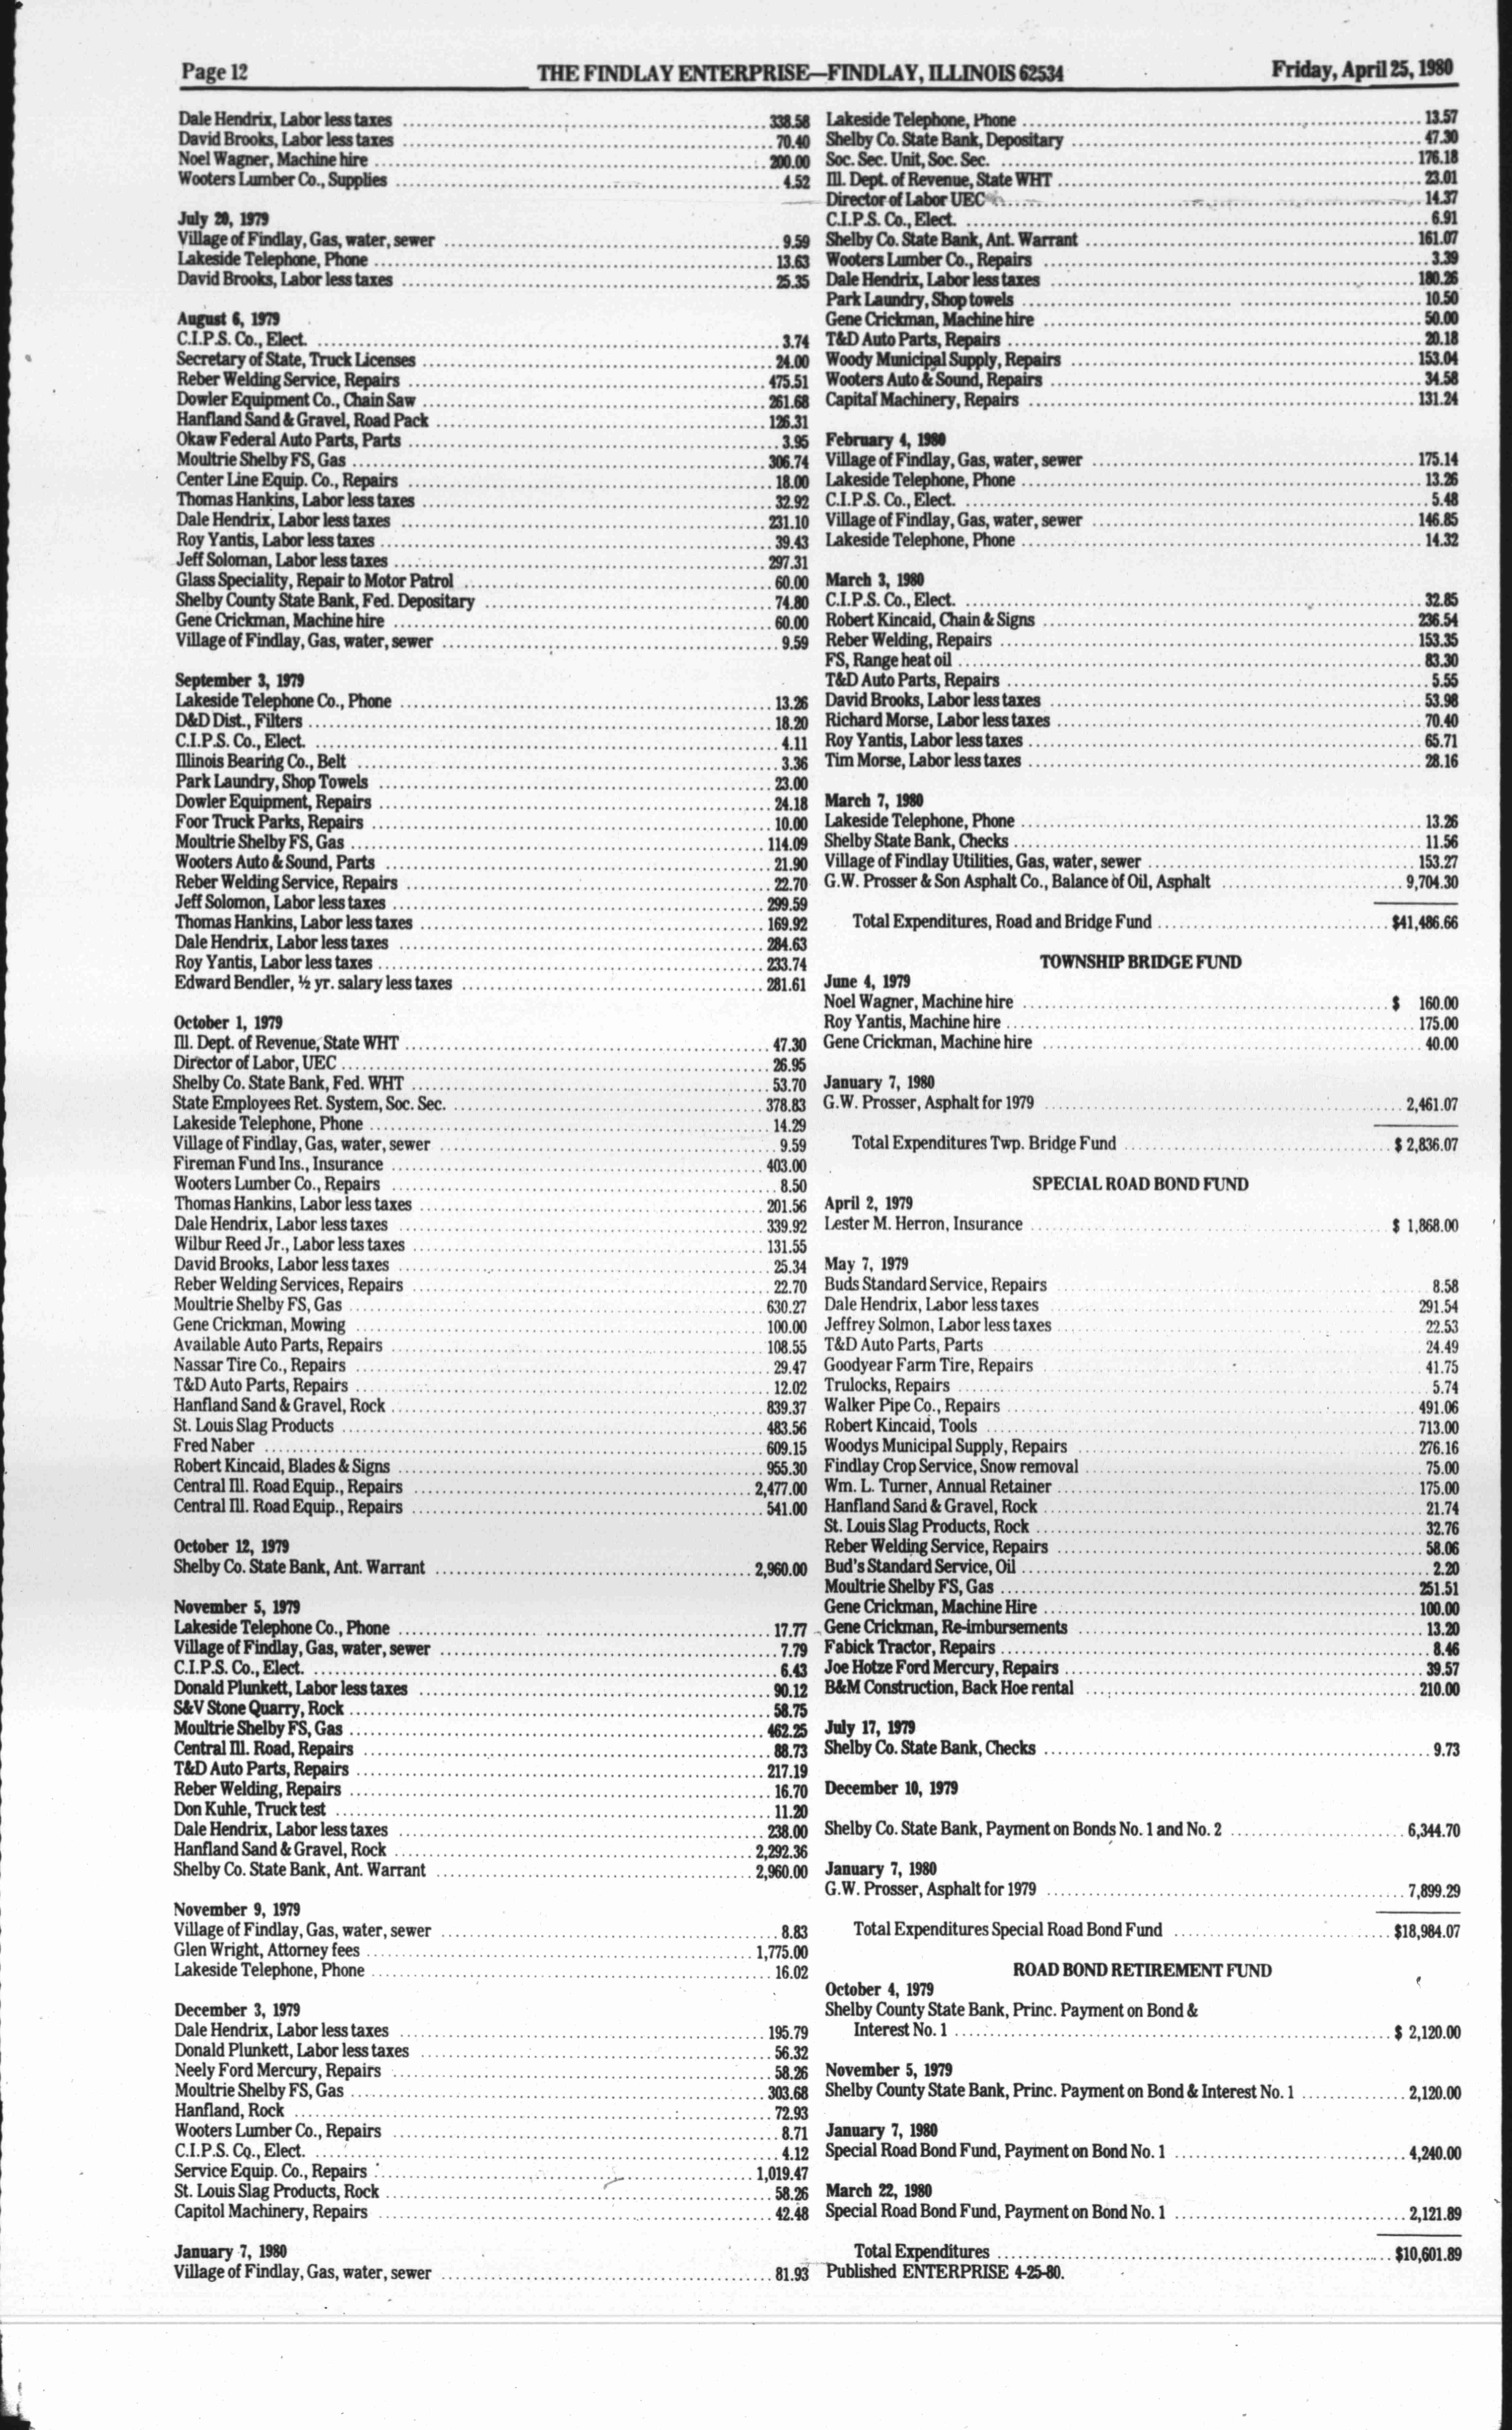 Page 12
THE FINDLAY ENTERPRISE—FINDLAY, ILLINOIS 62534
Friday, April 25, 1980
Dale Hendrix, Labor less taxes 338.58
David Brooks, Labor less taxes 70.40
Noel Wagner, Machine hire 200.00
Wooters Lumber Co., Supplies 4.52
July 20, 1979
Village of Findlay, Gas, water, sewer 9.59
Lakeside Telephone, Phone 13.63
David Brooks, Labor less taxes 25.35
August 6, 1979
C.I.P.S. Co., Elect. 3.74
Secretary of State, Truck Licenses 24.00
Reber Welding Service, Repairs 475.51
Dowler Equipment Co., Chain Saw 261.68
Hanfland Sand & Gravel, Road Pack 126.31
Okaw Federal Auto Parts, Parts 3.95
Moultrie Shelby FS, Gas 306.74
Center Line Equip. Co., Repairs 18.00
Thomas Hankins, Labor less taxes 32.92
Dale Hendrix, Labor less taxes 231.10
Roy Yantis, Labor less taxes 39.43
Jeff Soloman, Labor less taxes 297.31
Glass Speciality, Repair to Motor Patrol 60.00
Shelby County State Bank, Fed. Depositary 74.80
Gene Crickman, Machine hire 60.00
Village of Findlay, Gas, water, sewer 9.59
September 3, 1979
Lakeside Telephone Co., Phone 13.26
D&D Dist., Filters 18.20
C.I.P.S. Co., Elect. 4.11
Illinois Bearing Co., Belt 3.36
Park Laundry, Shop Towels 23.00
Dowler Equipment, Repairs 24.18
Foor Truck Parks, Repairs 10.00
Moultrie Shelby FS, Gas 114.09
Wooters Auto & Sound, Parts 21.90
Reber Welding Service, Repairs 22.70
Jeff Solomon, Labor less taxes 299.59
Thomas Hankins, Labor less taxes 169.92
Dale Hendrix, Labor less taxes 284.63
Roy Yantis, Labor less taxes 233.74
Edward Bendler, ½ yr. salary less taxes 281.61
October 1, 1979
Ill. Dept. of Revenue, State WHT 47.30
Director of Labor, UEC 26.95
Shelby Co. State Bank, Fed. WHT 53.70
State Employees Ret. System, Soc. Sec. 378.83
Lakeside Telephone, Phone 14.29
Village of Findlay, Gas, water, sewer 9.59
Fireman Fund Ins., Insurance 403.00
Wooters Lumber Co., Repairs 8.50
Thomas Hankins, Labor less taxes 201.56
Dale Hendrix, Labor less taxes 339.92
Wilbur Reed Jr., Labor less taxes 131.55
David Brooks, Labor less taxes 25.34
Reber Welding Services, Repairs 22.70
Moultrie Shelby FS, Gas 630.27
Gene Crickman, Mowing 100.00
Available Auto Parts, Repairs 108.55
Nassar Tire Co., Repairs 29.47
T&D Auto Parts, Repairs 12.02
Hanfland Sand & Gravel, Rock 839.37
St. Louis Slag Products 483.56
Fred Naber 609.15
Robert Kincaid, Blades & Signs 955.30
Central Ill. Road Equip., Repairs 2,477.00
Central Ill. Road Equip., Repairs 541.00
October 12, 1979
Shelby Co. State Bank, Ant. Warrant 2,960.00
November 5, 1979
Lakeside Telephone Co., Phone 17.77
Village of Findlay, Gas, water, sewer 7.79
C.I.P.S. Co., Elect. 6.43
Donald Plunkett, Labor less taxes 90.12
S&V Stone Quarry, Rock 58.75
Moultrie Shelby FS, Gas 462.25
Central Ill. Road, Repairs 88.73
T&D Auto Parts, Repairs 217.19
Reber Welding, Repairs 16.70
Don Kuhle, Truck test 11.20
Dale Hendrix, Labor less taxes 238.00
Hanfland Sand & Gravel, Rock 2,292.36
Shelby Co. State Bank, Ant. Warrant 2,960.00
November 9, 1979
Village of Findlay, Gas, water, sewer 8.83
Glen Wright, Attorney fees 1,775.00
Lakeside Telephone, Phone 16.02
December 3, 1979
Dale Hendrix, Labor less taxes 195.79
Donald Plunkett, Labor less taxes 56.32
Neely Ford Mercury, Repairs 58.26
Moultrie Shelby FS, Gas 303.68
Hanfland, Rock 72.93
Wooters Lumber Co., Repairs 8.71
C.I.P.S. Co., Elect. 4.12
Service Equip. Co., Repairs 1,019.47
St. Louis Slag Products, Rock 58.26
Capitol Machinery, Repairs 42.48
January 7, 1980
Village of Findlay, Gas, water, sewer 81.93
Lakeside Telephone, Phone 13.57
Shelby Co. State Bank, Depositary 47.30
Soc. Sec. Unit, Soc. Sec. 176.18
Ill. Dept. of Revenue, State WHT 23.01
Director of Labor UEC 14.37
C.I.P.S. Co., Elect. 6.91
Shelby Co. State Bank, Ant. Warrant 161.07
Wooters Lumber Co., Repairs 3.39
Dale Hendrix, Labor less taxes 180.26
Park Laundry, Shop towels 10.50
Gene Crickman, Machine hire 50.00
T&D Auto Parts, Repairs 20.18
Woody Municipal Supply, Repairs 153.04
Wooters Auto & Sound, Repairs 34.58
Capital Machinery, Repairs 131.24
February 4, 1980
Village of Findlay, Gas, water, sewer 175.14
Lakeside Telephone, Phone 13.26
C.I.P.S. Co., Elect. 5.48
Village of Findlay, Gas, water, sewer 146.85
Lakeside Telephone, Phone 14.32
March 3, 1980
C.I.P.S. Co., Elect. 32.85
Robert Kincaid, Chain & Signs 236.54
Reber Welding, Repairs 153.35
FS, Range heat oil 83.30
T&D Auto Parts, Repairs 5.55
David Brooks, Labor less taxes 53.98
Richard Morse, Labor less taxes 70.40
Roy Yantis, Labor less taxes 65.71
Tim Morse, Labor less taxes 28.16
March 7, 1980
Lakeside Telephone, Phone 13.26
Shelby State Bank, Checks 11.56
Village of Findlay Utilities, Gas, water, sewer 153.27
G.W. Prosser & Son Asphalt Co., Balance of Oil, Asphalt 9,704.30
Total Expenditures, Road and Bridge Fund $41,486.66
TOWNSHIP BRIDGE FUND
June 4, 1979
Noel Wagner, Machine hire $ 160.00
Roy Yantis, Machine hire 175.00
Gene Crickman, Machine hire 40.00
January 7, 1980
G.W. Prosser, Asphalt for 1979 2,461.07
Total Expenditures Twp. Bridge Fund $ 2,836.07
SPECIAL ROAD BOND FUND
April 2, 1979
Lester M. Herron, Insurance $ 1,868.00
May 7, 1979
Buds Standard Service, Repairs 8.58
Dale Hendrix, Labor less taxes 291.54
Jeffrey Solmon, Labor less taxes 22.53
T&D Auto Parts, Parts 24.49
Goodyear Farm Tire, Repairs 41.75
Trulocks, Repairs 5.74
Walker Pipe Co., Repairs 491.06
Robert Kincaid, Tools 713.00
Woodys Municipal Supply, Repairs 276.16
Findlay Crop Service, Snow removal 75.00
Wm. L. Turner, Annual Retainer 175.00
Hanfland Sand & Gravel, Rock 21.74
St. Louis Slag Products, Rock 32.76
Reber Welding Service, Repairs 58.06
Bud's Standard Service, Oil 2.20
Moultrie Shelby FS, Gas 251.51
Gene Crickman, Machine Hire 100.00
Gene Crickman, Re-imbursements 13.20
Fabick Tractor, Repairs 8.46
Joe Hotze Ford Mercury, Repairs 39.57
B&M Construction, Back Hoe rental 210.00
July 17, 1979
Shelby Co. State Bank, Checks 9.73
December 10, 1979
Shelby Co. State Bank, Payment on Bonds No. 1 and No. 2 6,344.70
January 7, 1980
G.W. Prosser, Asphalt for 1979 7,899.29
Total Expenditures Special Road Bond Fund $18,984.07
ROAD BOND RETIREMENT FUND
October 4, 1979
Shelby County State Bank, Princ. Payment on Bond &
Interest No. 1 $ 2,120.00
November 5, 1979
Shelby County State Bank, Princ. Payment on Bond & Interest No. 1 2,120.00
January 7, 1980
Special Road Bond Fund, Payment on Bond No. 1 4,240.00
March 22, 1980
Special Road Bond Fund, Payment on Bond No. 1 2,121.89
Total Expenditures $10,601.89
Published ENTERPRISE 4-25-80.